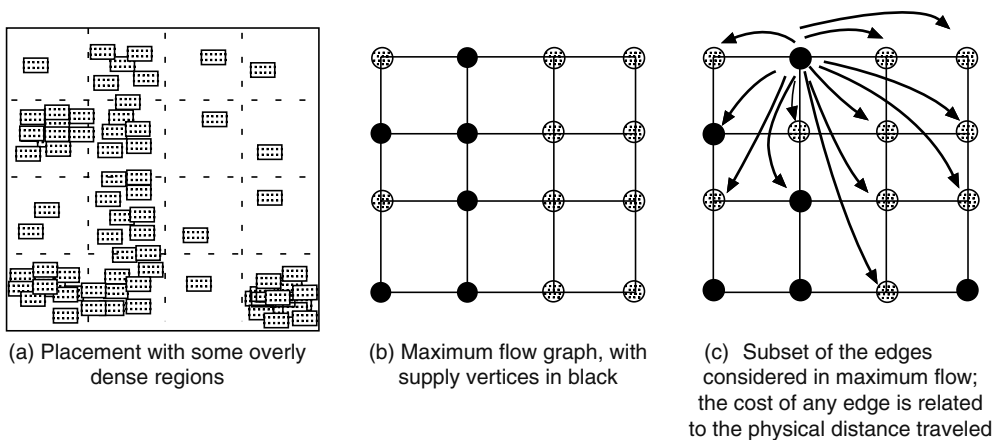 (a) Placement with some overly
dense regions
(b) Maximum flow graph, with
supply vertices in black
(c) Subset of the edges
considered in maximum flow;
the cost of any edge is related
to the physical distance traveled